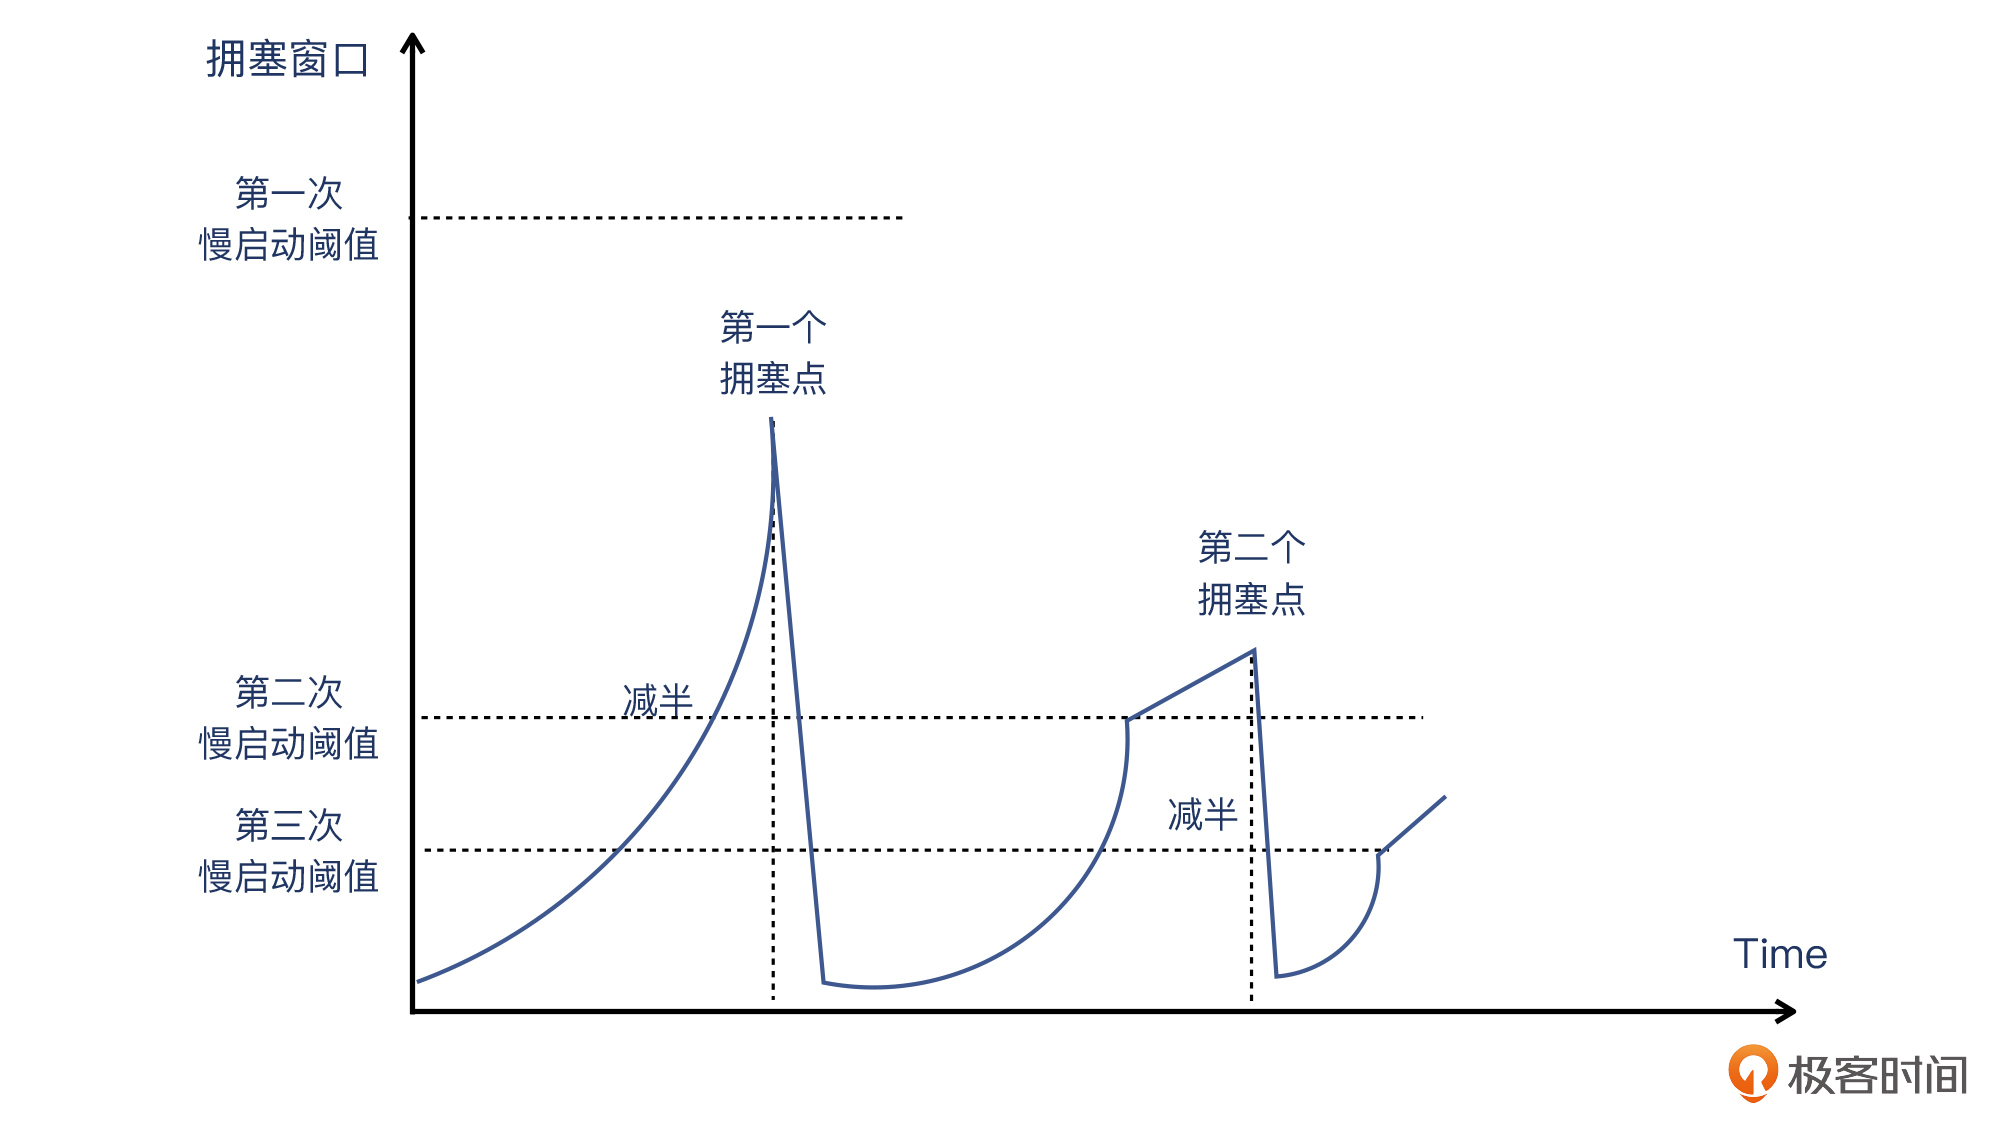 拥塞窗口
第一次
慢启动阈值
第一个
拥塞点
第二个
拥塞点
减半
第二次
慢启动阈值
减半
第三次
慢启动阈值
Time
极客时间